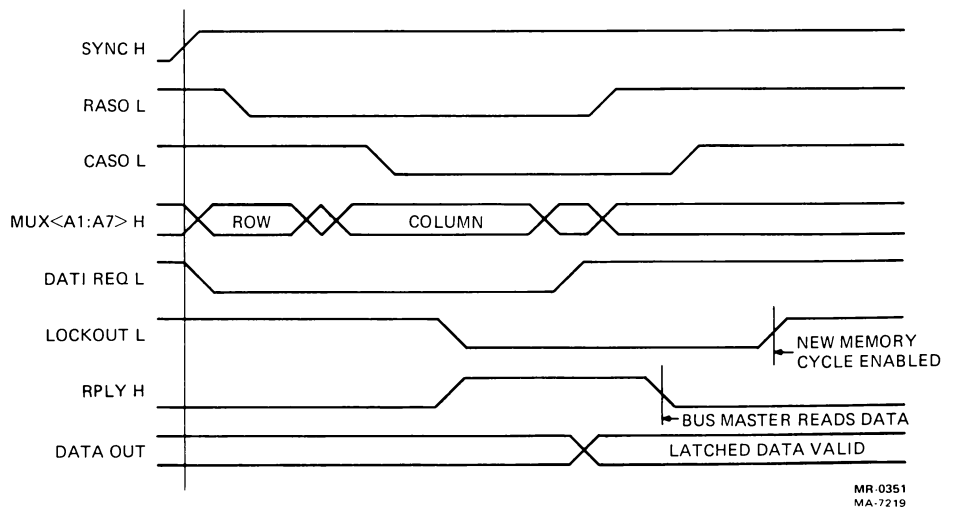 SYNC H
RASO L
CASO L
MUX<A1:A7> H
ROW
COLUMN
DATI REQ L
LOCKOUT L
NEW MEMORY
CYCLE ENABLED
RPLY H
BUS MASTER READS DATA
DATA OUT
LATCHED DATA VALID
MR-0351
MA-7219